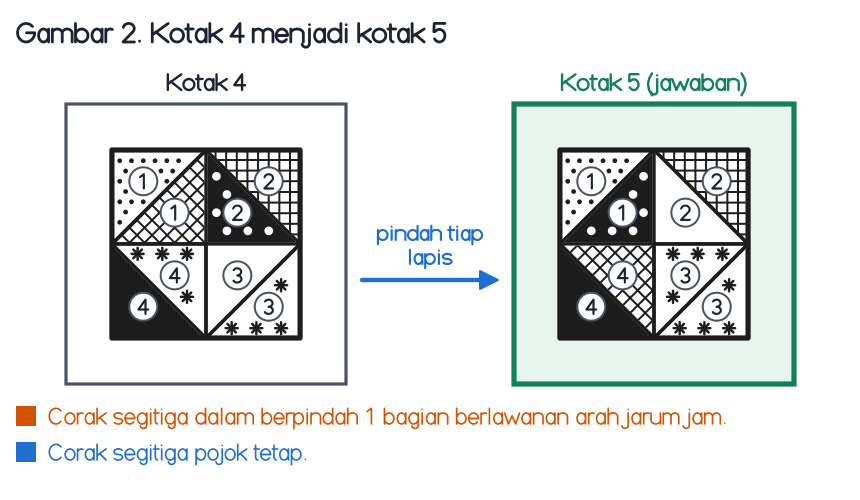 Gambar 2. Kotak 4 menjadi kotak 5
Kotak 4
Kotak 5 (jawaban)
1
2
1
2
4
3
4
3
pindah tiap
lapis
1
2
1
2
4
3
4
3
Corak segitiga dalam berpindah 1 bagian berlawanan arah jarum jam.
Corak segitiga pojok tetap.